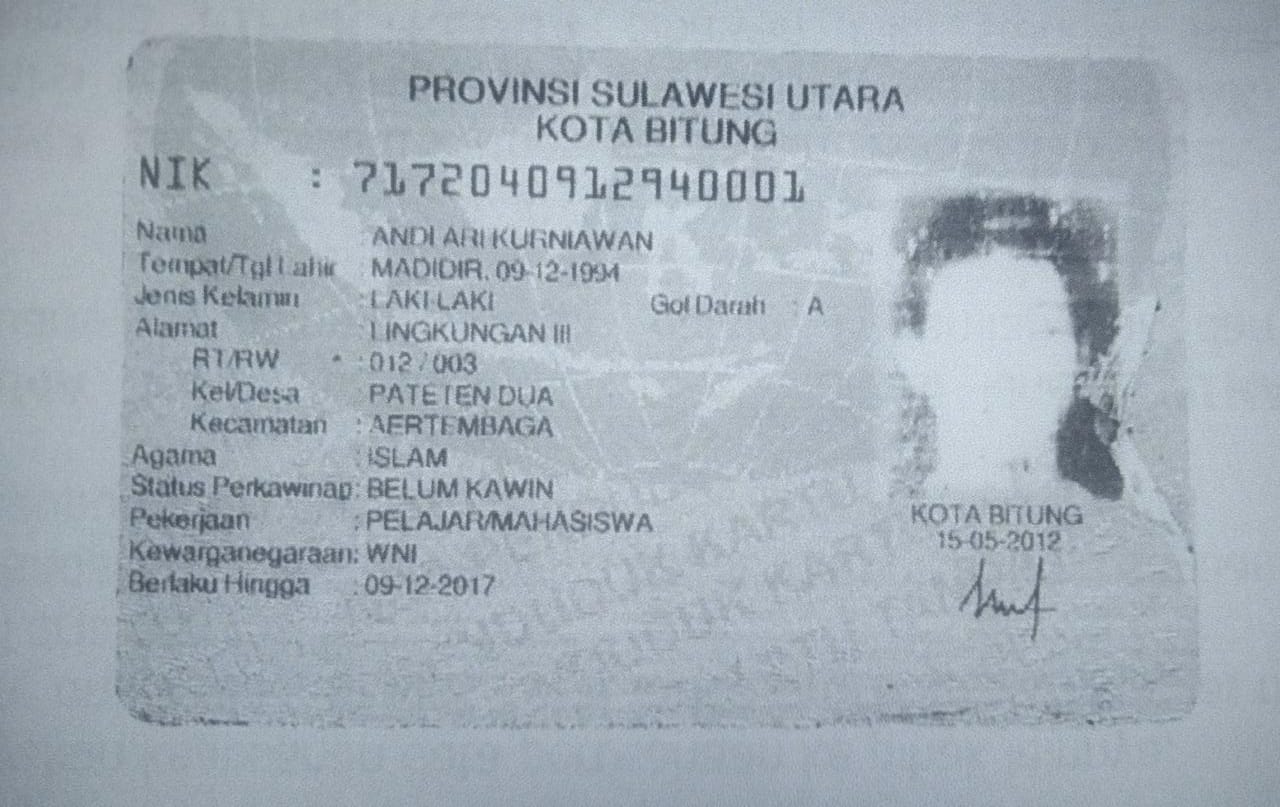 PROVINSI SULAWESI UTARA
KOTA BITUNG
NIK : 7172040912940001
Nama : ANDI ARI KURNIAWAN
Tempat/Tgl Lahir : MADIDIR, 09-12-1994
Jenis Kelamin : LAKI-LAKI Gol Darah : A
Alamat : LINGKUNGAN III
RT/RW : 012 / 003
Kel/Desa : PATETEN DUA
Kecamatan : AERTEMBAGA
Agama : ISLAM
Status Perkawinan: BELUM KAWIN
Pekerjaan : PELAJAR/MAHASISWA
Kewarganegaraan: WNI
Berlaku Hingga : 09-12-2017
KOTA BITUNG
15-05-2012